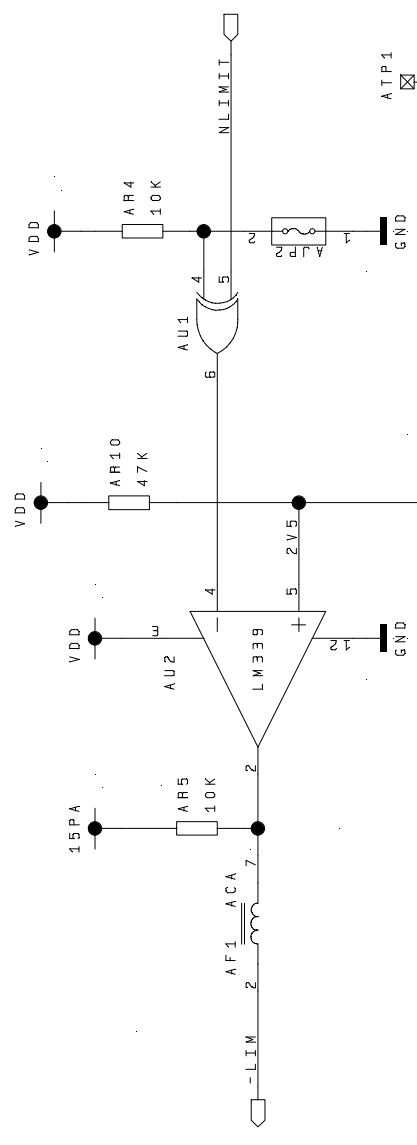 NLIMIT
ATP1
VDD
AR4
10K
2
AJP2
1
GND
4
5
AU1
6
VDD
AR10
47K
2V5
4
5
VDD
3
AU2
LM339
12
GND
2
15PA
AR5
10K
7
ACA
AF1
2
-LIM